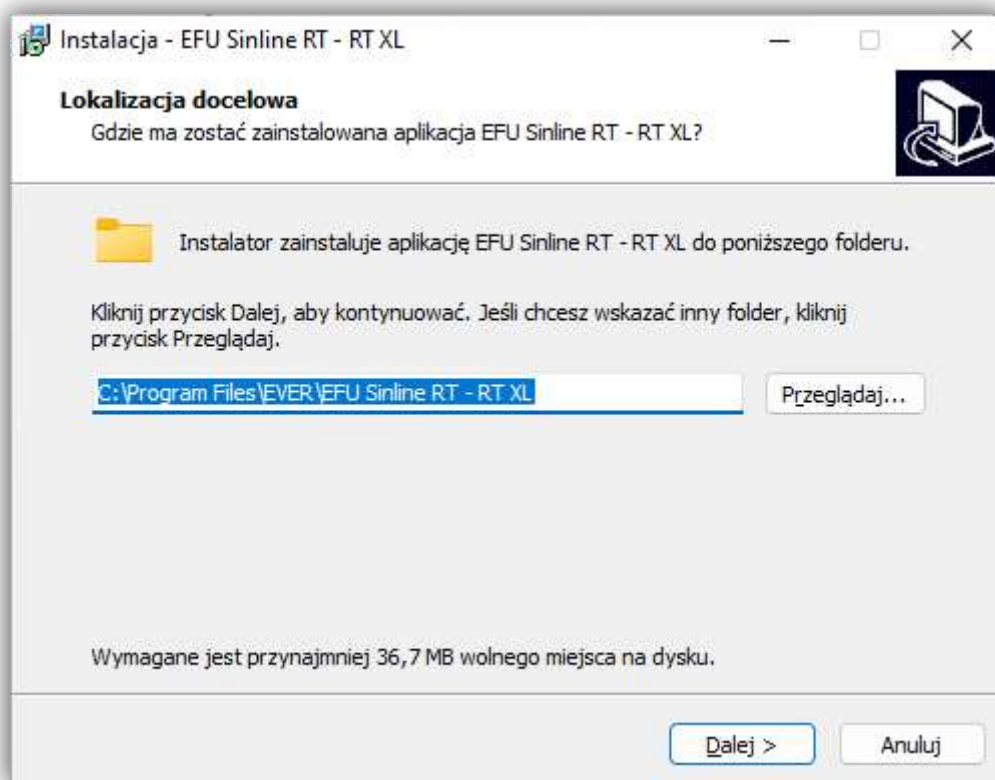 Instalacja - EFU Sinline RT - RT XL
Lokalizacja docelowa
Gdzie ma zostać zainstalowana aplikacja EFU Sinline RT - RT XL?
Instalator zainstaluje aplikację EFU Sinline RT - RT XL do poniższego folderu.
Kliknij przycisk Dalej, aby kontynuować. Jeśli chcesz wskazać inny folder, kliknij
przycisk Przeglądaj.
C:\Program Files\EVER\EFU Sinline RT - RT XL
Przeglądaj...
Wymagane jest przynajmniej 36,7 MB wolnego miejsca na dysku.
Dalej >
Anuluj